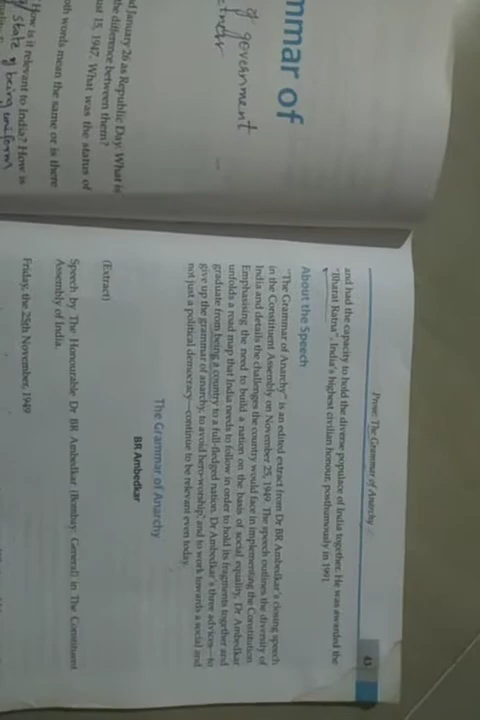 mmar of
of government
nd January 26 as Republic Day. What is
the difference between them?
ust 15, 1947. What was the status of
oth words mean the same or is there
How is it relevant to India? How is
state of being uniform
Prose: The Grammar of Anarchy
43
and had the capacity to hold the diverse populace of India together. He was awarded the
"Bharat Ratna", India's highest civilian honour, posthumously in 1991.
About the Speech
"The Grammar of Anarchy" is an edited extract from Dr BR Ambedkar's closing speech
in the Constituent Assembly on November 25, 1949. The speech outlines the diversity of
India and details the challenges the country would face in implementing the Constitution.
Emphasising the need to build a nation on the basis of social equality, Dr Ambedkar
unfolds a road map that India needs to follow in order to hold its fragments together and
graduate from being a country to a full-fledged nation. Dr Ambedkar's three advices—to
give up the grammar of anarchy, to avoid hero-worship, and to work towards a social and
not just a political democracy—continue to be relevant even today.
The Grammar of Anarchy
BR Ambedkar
(Extract)
Speech by The Honourable Dr BR Ambedkar (Bombay: General) in The Constituent
Assembly of India.
Friday, the 25th November, 1949